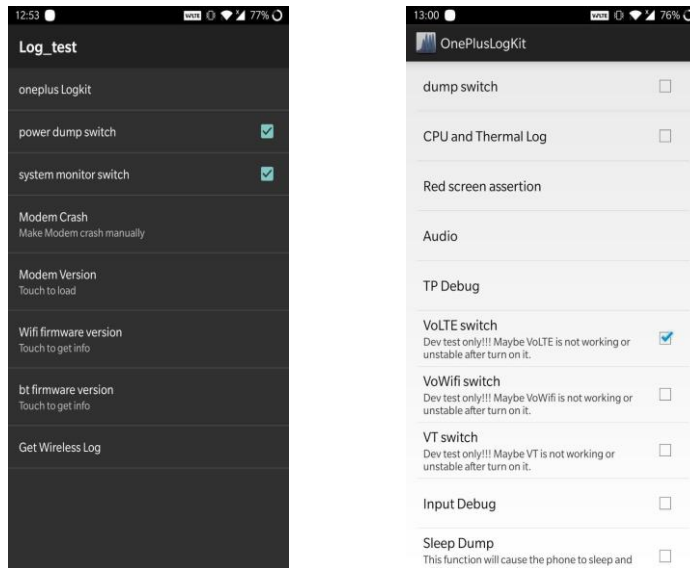 12:53
VoLTE
77%
Log_test
oneplus Logkit
power dump switch
system monitor switch
Modem Crash
Make Modem crash manually
Modem Version
Touch to load
Wifi firmware version
Touch to get info
bt firmware version
Touch to get info
Get Wireless Log
13:00
VoLTE
76%
OnePlusLogKit
dump switch
CPU and Thermal Log
Red screen assertion
Audio
TP Debug
VoLTE switch
Dev test only!!! Maybe VoLTE is not working or
unstable after turn on it.
VoWifi switch
Dev test only!!! Maybe VoWifi is not working or
unstable after turn on it.
VT switch
Dev test only!!! Maybe VT is not working or
unstable after turn on it.
Input Debug
Sleep Dump
This function will cause the phone to sleep and